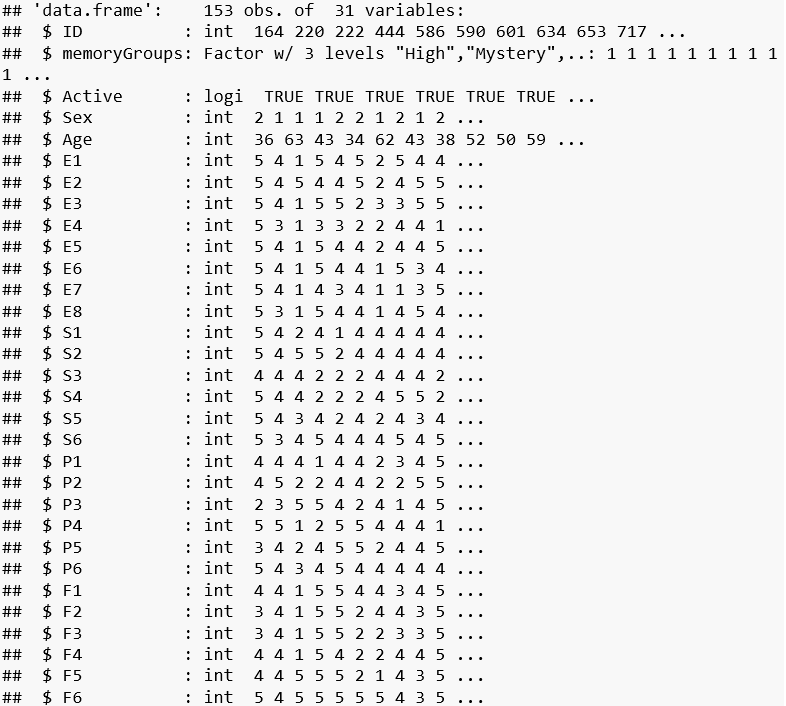 ## 'data.frame':    153 obs. of  31 variables:
##  $ ID          : int  164 220 222 444 586 590 601 634 653 717 ...
##  $ memoryGroups: Factor w/ 3 levels "High","Mystery",..: 1 1 1 1 1 1 1 1 1
1 ...
##  $ Active      : logi  TRUE TRUE TRUE TRUE TRUE TRUE ...
##  $ Sex         : int  2 1 1 1 2 2 1 2 1 2 ...
##  $ Age         : int  36 63 43 34 62 43 38 52 50 59 ...
##  $ E1          : int  5 4 1 5 4 5 2 5 4 4 ...
##  $ E2          : int  5 4 5 4 4 5 2 4 5 5 ...
##  $ E3          : int  5 4 1 5 5 2 3 3 5 5 ...
##  $ E4          : int  5 3 1 3 3 2 2 4 4 1 ...
##  $ E5          : int  5 4 1 5 4 4 2 4 4 5 ...
##  $ E6          : int  5 4 1 5 4 4 1 5 3 4 ...
##  $ E7          : int  5 4 1 4 3 4 1 1 3 5 ...
##  $ E8          : int  5 3 1 5 4 4 1 4 5 4 ...
##  $ S1          : int  5 4 2 4 1 4 4 4 4 4 ...
##  $ S2          : int  5 4 5 5 2 4 4 4 4 4 ...
##  $ S3          : int  4 4 4 2 2 2 4 4 4 2 ...
##  $ S4          : int  5 4 4 2 2 2 4 5 5 2 ...
##  $ S5          : int  5 4 3 4 2 4 2 4 3 4 ...
##  $ S6          : int  5 3 4 5 4 4 4 5 4 5 ...
##  $ P1          : int  4 4 4 1 4 4 2 3 4 5 ...
##  $ P2          : int  4 5 2 2 4 4 2 2 5 5 ...
##  $ P3          : int  2 3 5 5 4 2 4 1 4 5 ...
##  $ P4          : int  5 5 1 2 5 5 4 4 4 1 ...
##  $ P5          : int  3 4 2 4 5 5 2 4 4 5 ...
##  $ P6          : int  5 4 3 4 5 4 4 4 4 4 ...
##  $ F1          : int  4 4 1 5 5 4 4 3 4 5 ...
##  $ F2          : int  3 4 1 5 5 2 4 4 3 5 ...
##  $ F3          : int  3 4 1 5 5 2 2 3 3 5 ...
##  $ F4          : int  4 4 1 5 4 2 2 4 4 5 ...
##  $ F5          : int  4 4 5 5 5 2 1 4 3 5 ...
##  $ F6          : int  5 4 5 5 5 5 5 4 3 5 ...